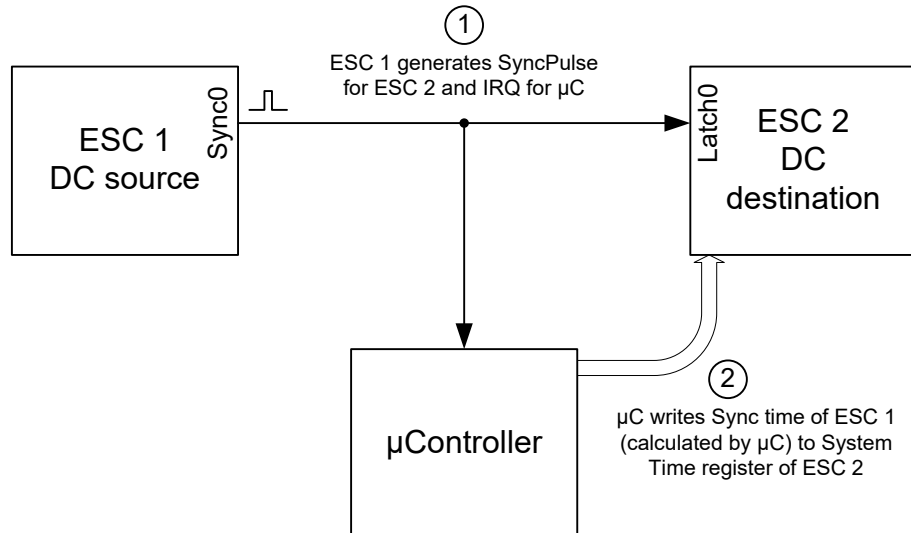 1
ESC 1 generates SyncPulse
for ESC 2 and IRQ for µC
ESC 1
DC source
Sync0
Latch0
ESC 2
DC
destination
µController
2
µC writes Sync time of ESC 1
(calculated by µC) to System
Time register of ESC 2